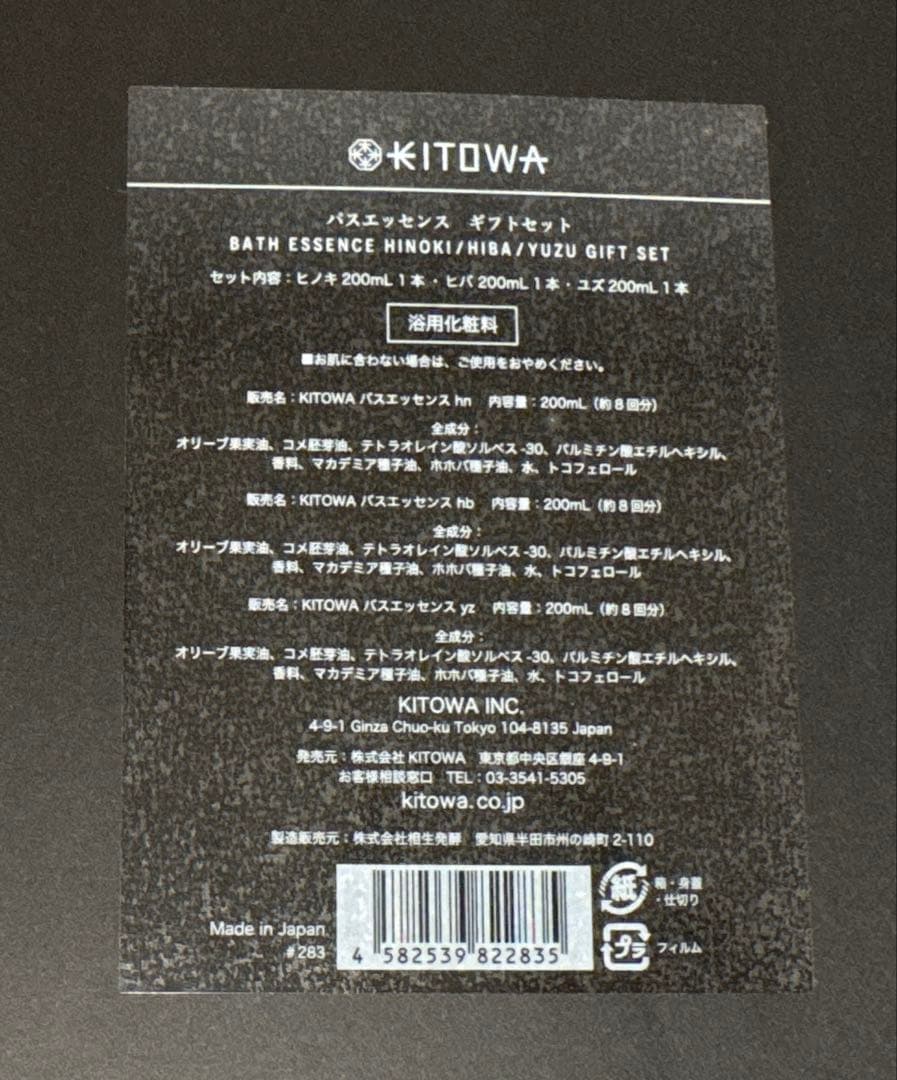 KITOWA
バスエッセンス ギフトセット
BATH ESSENCE HINOKI/HIBA/YUZU GIFT SET
セット内容：ヒノキ 200mL 1本・ヒバ 200mL 1本・ユズ 200mL 1本
浴用化粧料
■お肌に合わない場合は、ご使用をおやめください。
販売名：KITOWA バスエッセンス hn 内容量：200mL（約8回分）
全成分：
オリーブ果実油、コメ胚芽油、テトラオレイン酸ソルベス-30、パルミチン酸エチルヘキシル、
香料、マカデミア種子油、ホホバ種子油、水、トコフェロール
販売名：KITOWA バスエッセンス hb 内容量：200mL（約8回分）
全成分：
オリーブ果実油、コメ胚芽油、テトラオレイン酸ソルベス-30、パルミチン酸エチルヘキシル、
香料、マカデミア種子油、ホホバ種子油、水、トコフェロール
販売名：KITOWA バスエッセンス yz 内容量：200mL（約8回分）
全成分：
オリーブ果実油、コメ胚芽油、テトラオレイン酸ソルベス-30、パルミチン酸エチルヘキシル、
香料、マカデミア種子油、ホホバ種子油、水、トコフェロール
KITOWA INC.
4-9-1 Ginza Chuo-ku Tokyo 104-8135 Japan
発売元：株式会社 KITOWA 東京都中央区銀座 4-9-1
お客様相談窓口 TEL：03-3541-5305
kitowa.co.jp
製造販売元：株式会社相生発酵 愛知県半田市州の崎町 2-110
Made in Japan
#283
4 582539 822835
紙
箱・身蓋
・仕切り
プラ
フィルム